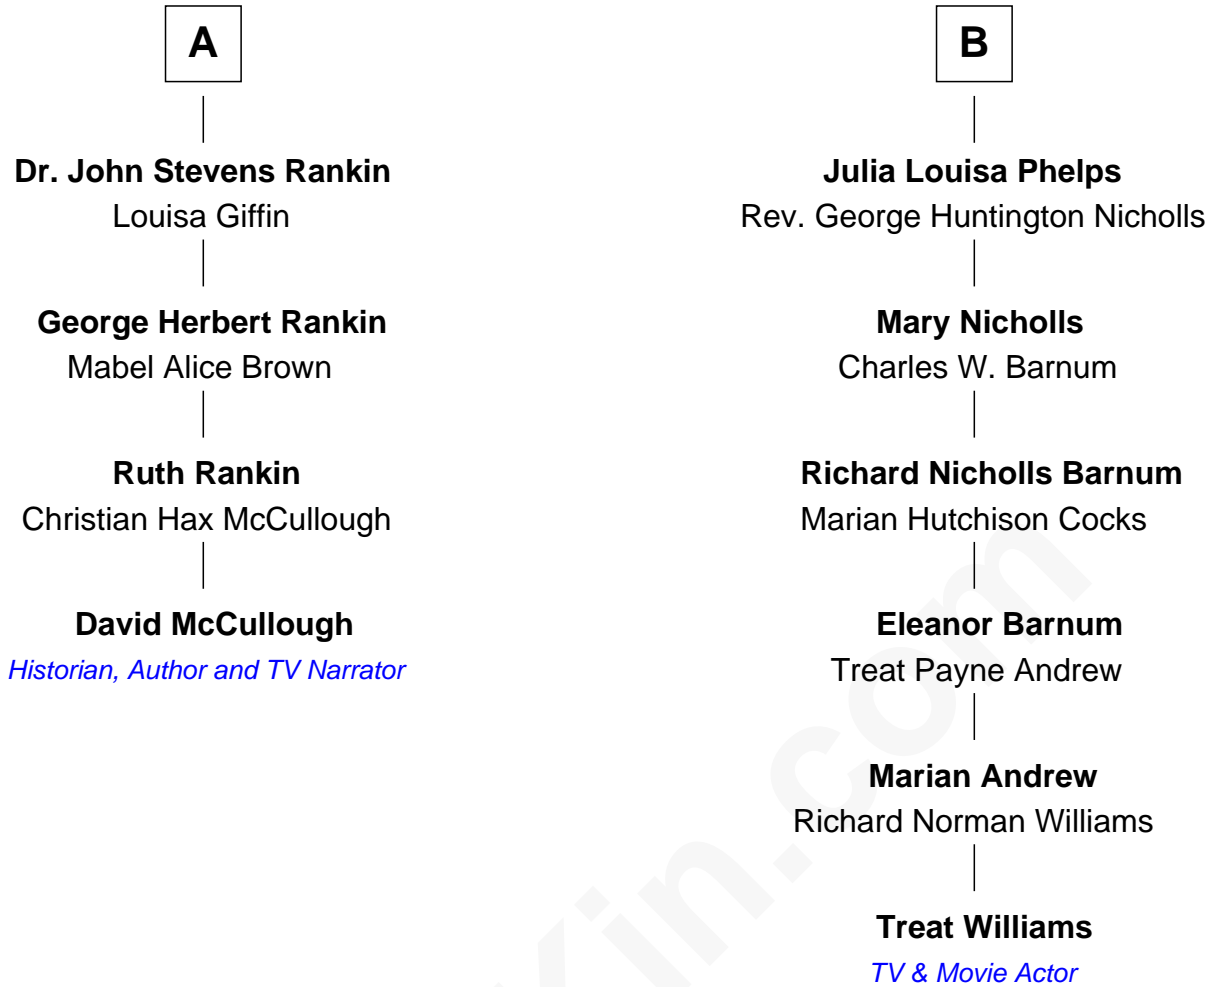 A
Dr. John Stevens Rankin
Louisa Giffin
George Herbert Rankin
Mabel Alice Brown
Ruth Rankin
Christian Hax McCullough
David McCullough
Historian, Author and TV Narrator
B
Julia Louisa Phelps
Rev. George Huntington Nicholls
Mary Nicholls
Charles W. Barnum
Richard Nicholls Barnum
Marian Hutchison Cocks
Eleanor Barnum
Treat Payne Andrew
Marian Andrew
Richard Norman Williams
Treat Williams
TV & Movie Actor
Kin.com